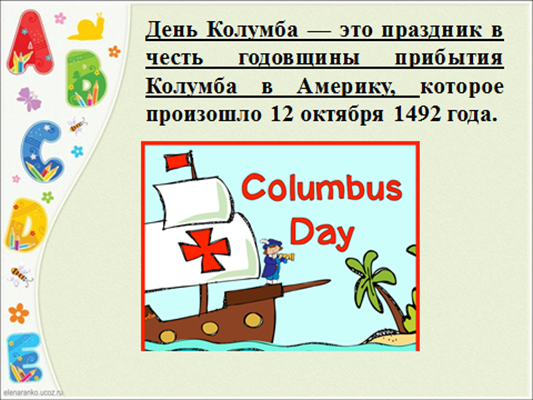 День Колумба — это праздник в
честь годовщины прибытия
Колумба в Америку, которое
произошло 12 октября 1492 года.
Columbus
Day
A
B
C
D
E
elenaranko.ucoz.ru